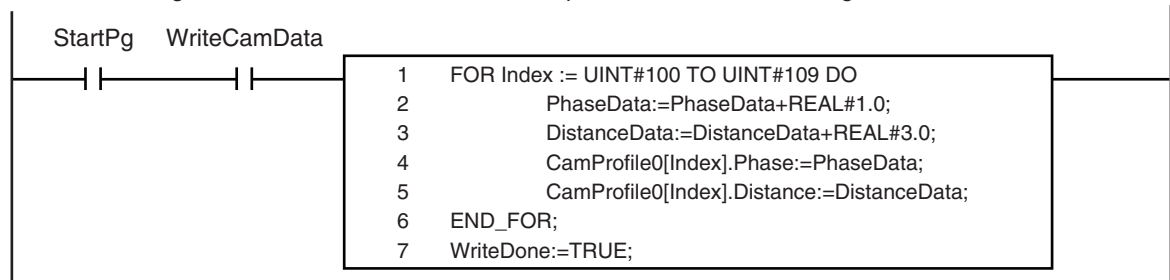 StartPg WriteCamData
1 FOR Index := UINT#100 TO UINT#109 DO
2 PhaseData:=PhaseData+REAL#1.0;
3 DistanceData:=DistanceData+REAL#3.0;
4 CamProfile0[Index].Phase:=PhaseData;
5 CamProfile0[Index].Distance:=DistanceData;
6 END_FOR;
7 WriteDone:=TRUE;